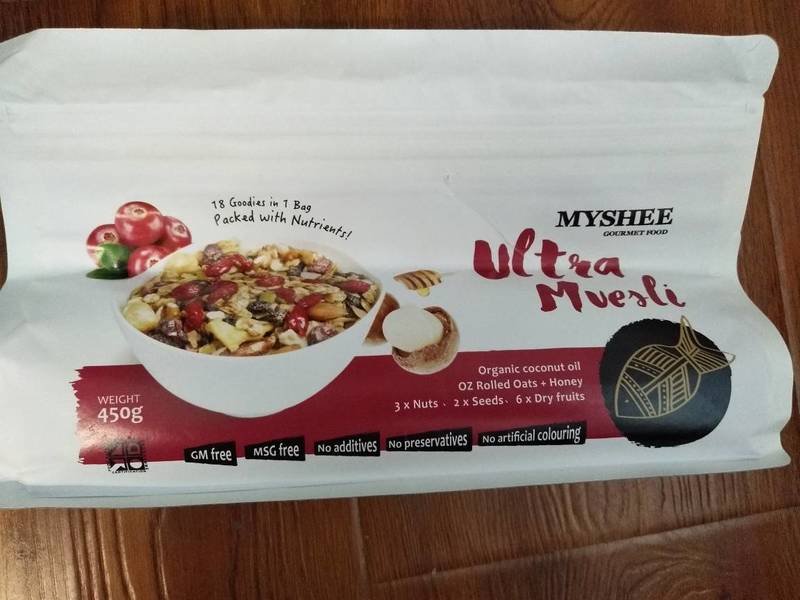 18 Goodies in 1 Bag
Packed with Nutrients!
MYSHEE
GOURMET FOOD
Ultra
Muesli
Organic coconut oil
OZ Rolled Oats + Honey
3 x Nuts、2 x Seeds、6 x Dry fruits
WEIGHT
450g
GM free
MSG free
No additives
No preservatives
No artificial colouring